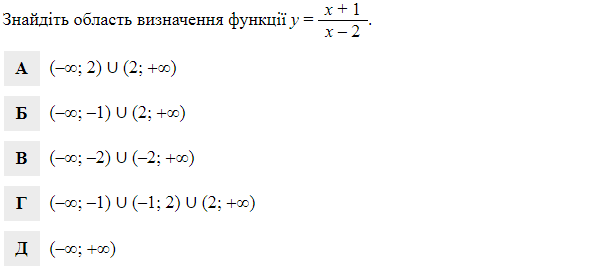 Знайдіть область визначення функції y = (x + 1)/(x – 2).
А (–∞; 2) ∪ (2; +∞)
Б (–∞; –1) ∪ (2; +∞)
В (–∞; –2) ∪ (–2; +∞)
Г (–∞; –1) ∪ (–1; 2) ∪ (2; +∞)
Д (–∞; +∞)